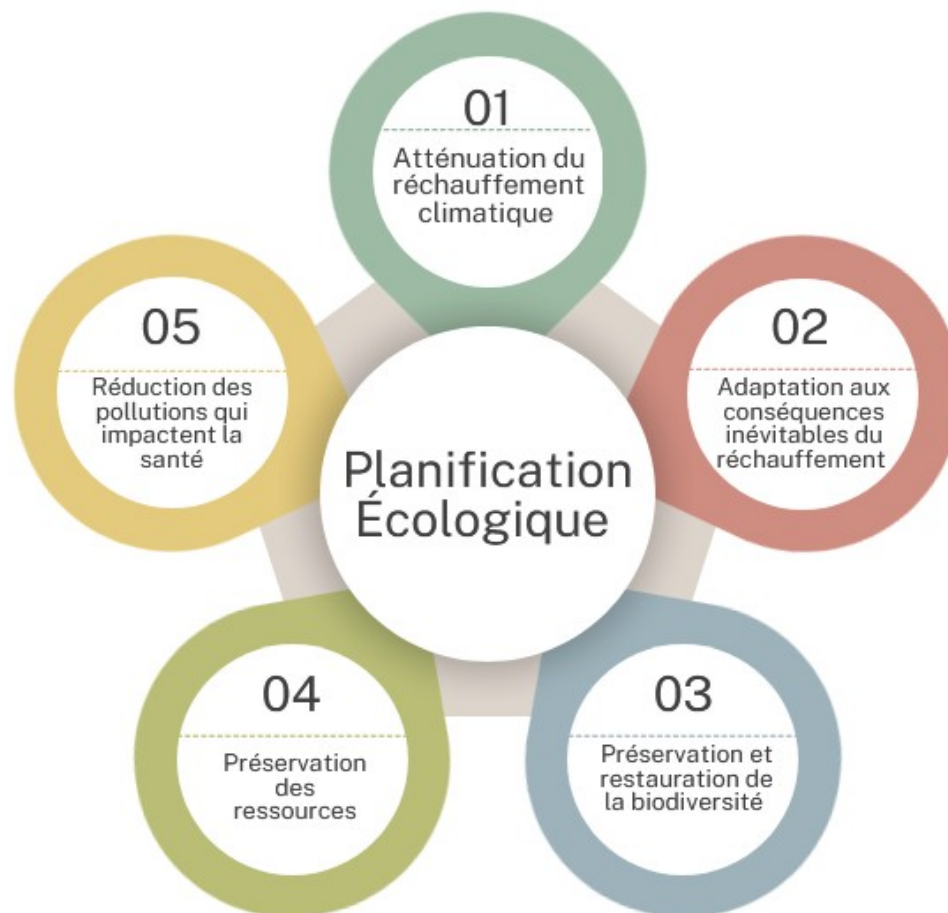 01
Atténuation du
réchauffement
climatique
02
Adaptation aux
conséquences
inévitables du
réchauffement
03
Préservation et
restauration de
la biodiversité
04
Préservation
des
ressources
05
Réduction des
pollutions qui
impactent la
santé
Planification
Écologique